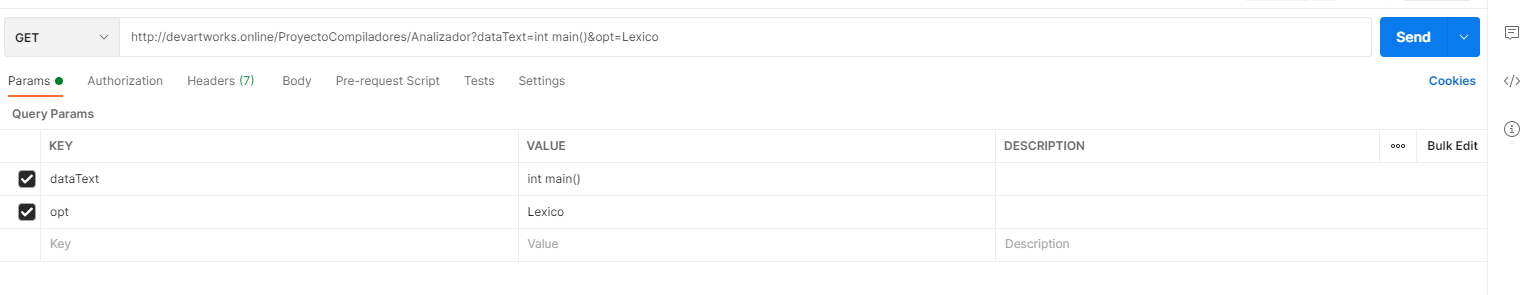 GET
http://devartworks.online/ProyectoCompiladores/Analizador?dataText=int main()&opt=Lexico
Send
Params Authorization Headers (7) Body Pre-request Script Tests Settings Cookies
Query Params
KEY VALUE DESCRIPTION ooo Bulk Edit
dataText int main()
opt Lexico
Key Value Description